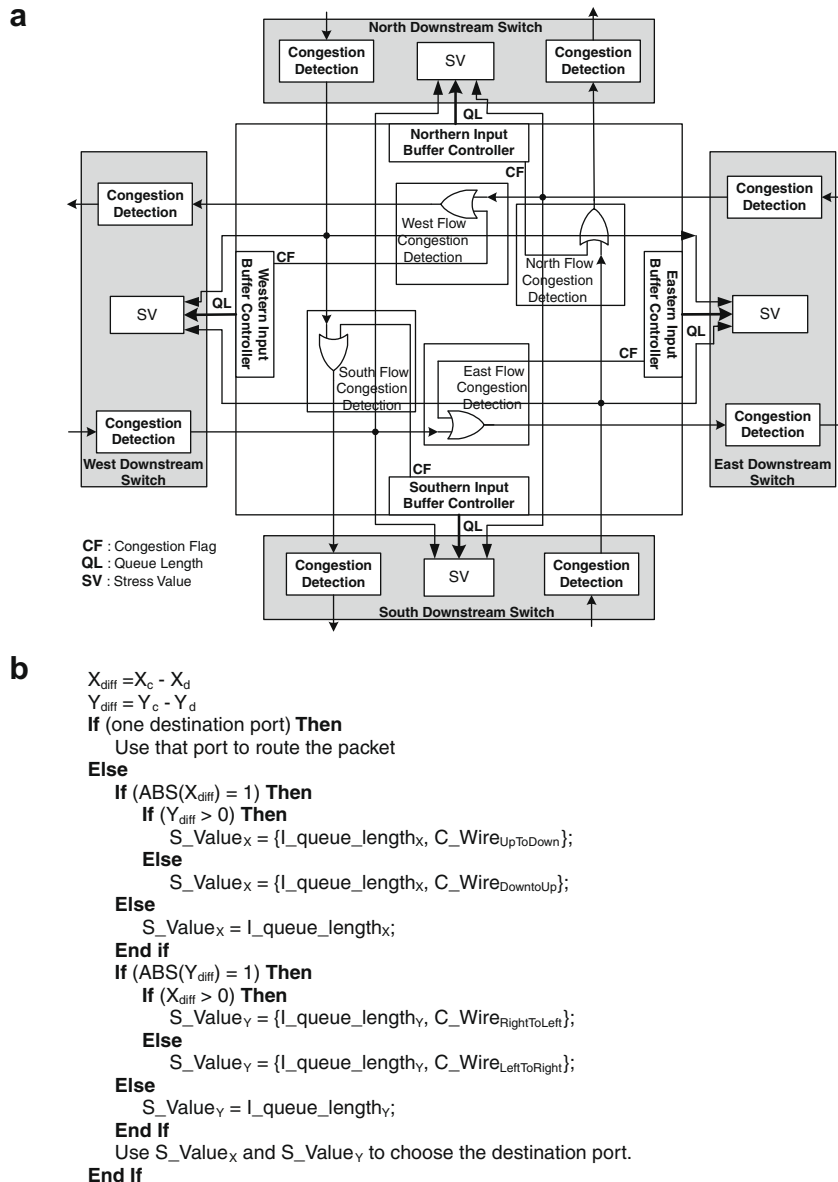 a
North Downstream Switch
Congestion
Detection
SV
Congestion
Detection
QL
Northern Input
Buffer Controller
CF
Congestion
Detection
West Flow
Congestion
Detection
Congestion
Detection
CF
Western Input
Buffer Controller
North Flow
Congestion
Detection
Eastern Input
Buffer Controller
SV
QL
QL
SV
South Flow
Congestion
Detection
East Flow
Congestion
Detection
CF
Congestion
Detection
West Downstream
Switch
Congestion
Detection
East Downstream
Switch
CF
Southern Input
Buffer Controller
QL
CF : Congestion Flag
QL : Queue Length
SV : Stress Value
Congestion
Detection
SV
Congestion
Detection
South Downstream Switch
b
Xdiff =Xc - Xd
Ydiff = Yc - Yd
If (one destination port) Then
Use that port to route the packet
Else
If (ABS(Xdiff) = 1) Then
If (Ydiff > 0) Then
S_ValueX = {I_queue_lengthX, C_WireUpToDown};
Else
S_ValueX = {I_queue_lengthX, C_WireDowntoUp};
Else
S_ValueX = I_queue_lengthX;
End if
If (ABS(Ydiff) = 1) Then
If (Xdiff > 0) Then
S_ValueY = {I_queue_lengthY, C_WireRightToLeft};
Else
S_ValueY = {I_queue_lengthY, C_WireLeftToRight};
Else
S_ValueY = I_queue_lengthY;
End If
Use S_ValueX and S_ValueY to choose the destination port.
End If